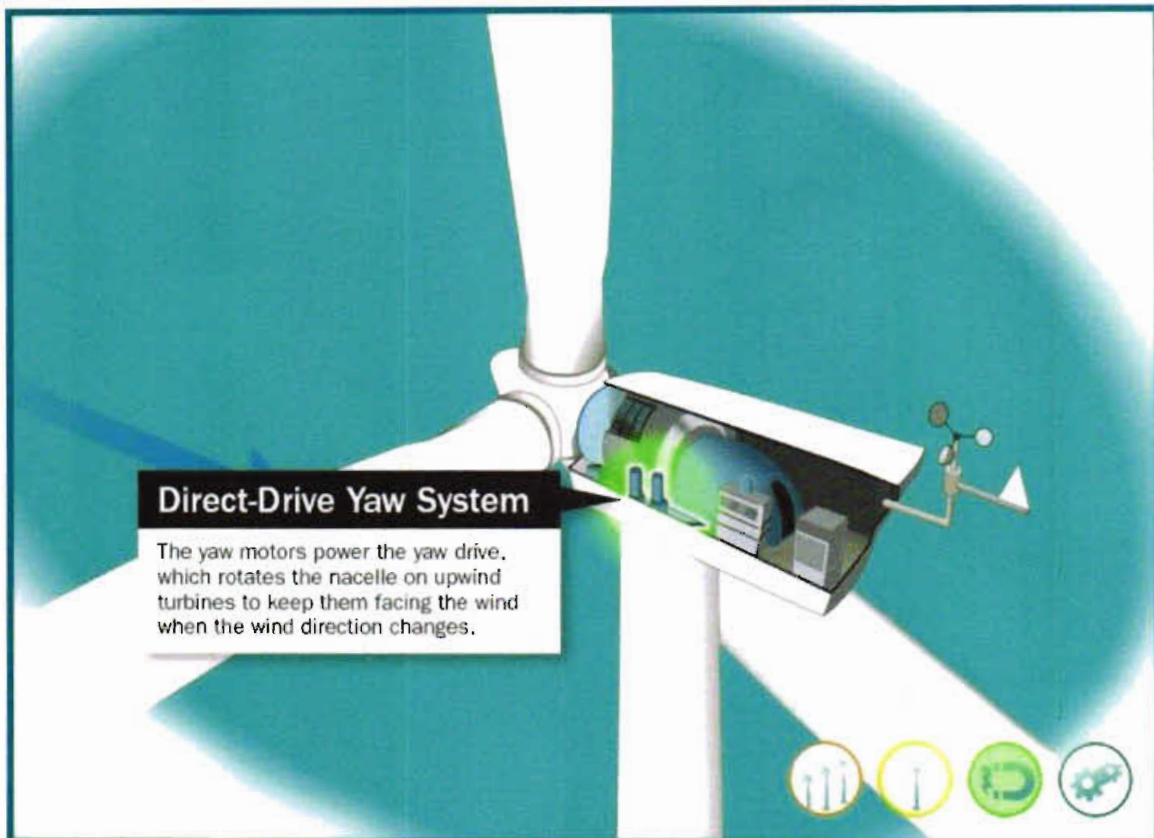 Direct-Drive Yaw System
The yaw motors power the yaw drive,
which rotates the nacelle on upwind
turbines to keep them facing the wind
when the wind direction changes.